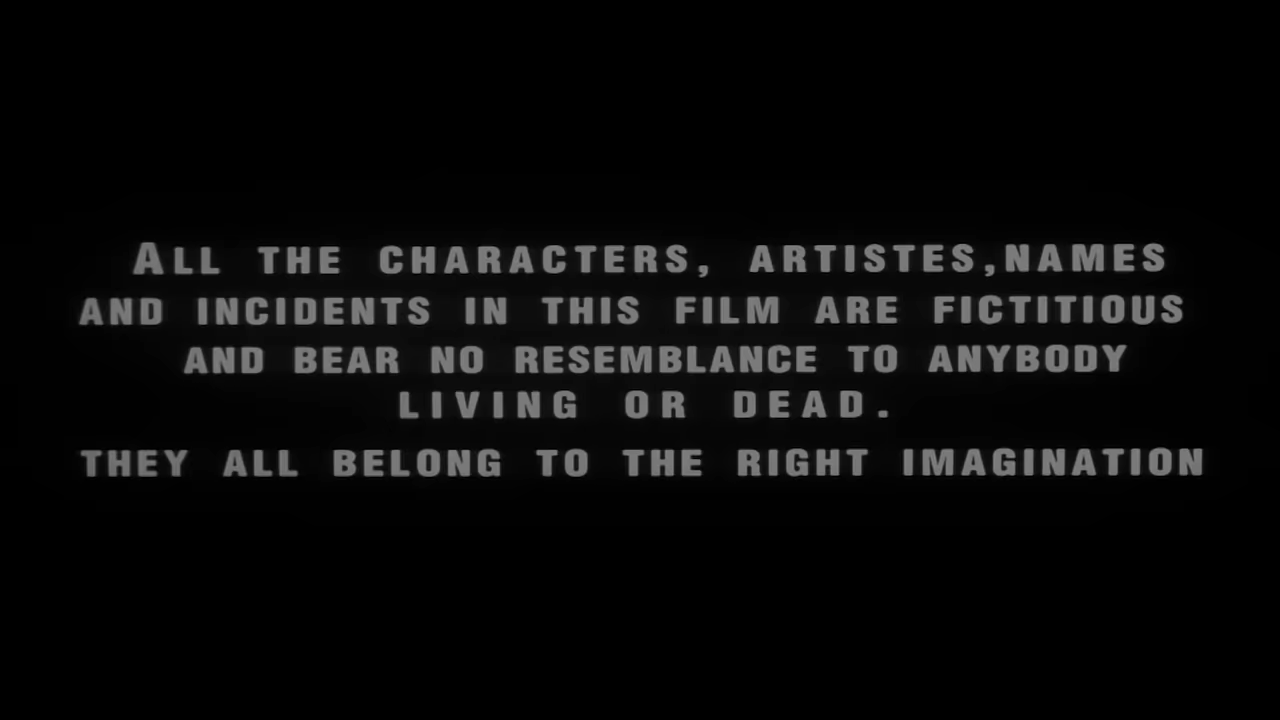 ALL THE CHARACTERS, ARTISTES,NAMES
AND INCIDENTS IN THIS FILM ARE FICTITIOUS
AND BEAR NO RESEMBLANCE TO ANYBODY
LIVING OR DEAD.
THEY ALL BELONG TO THE RIGHT IMAGINATION